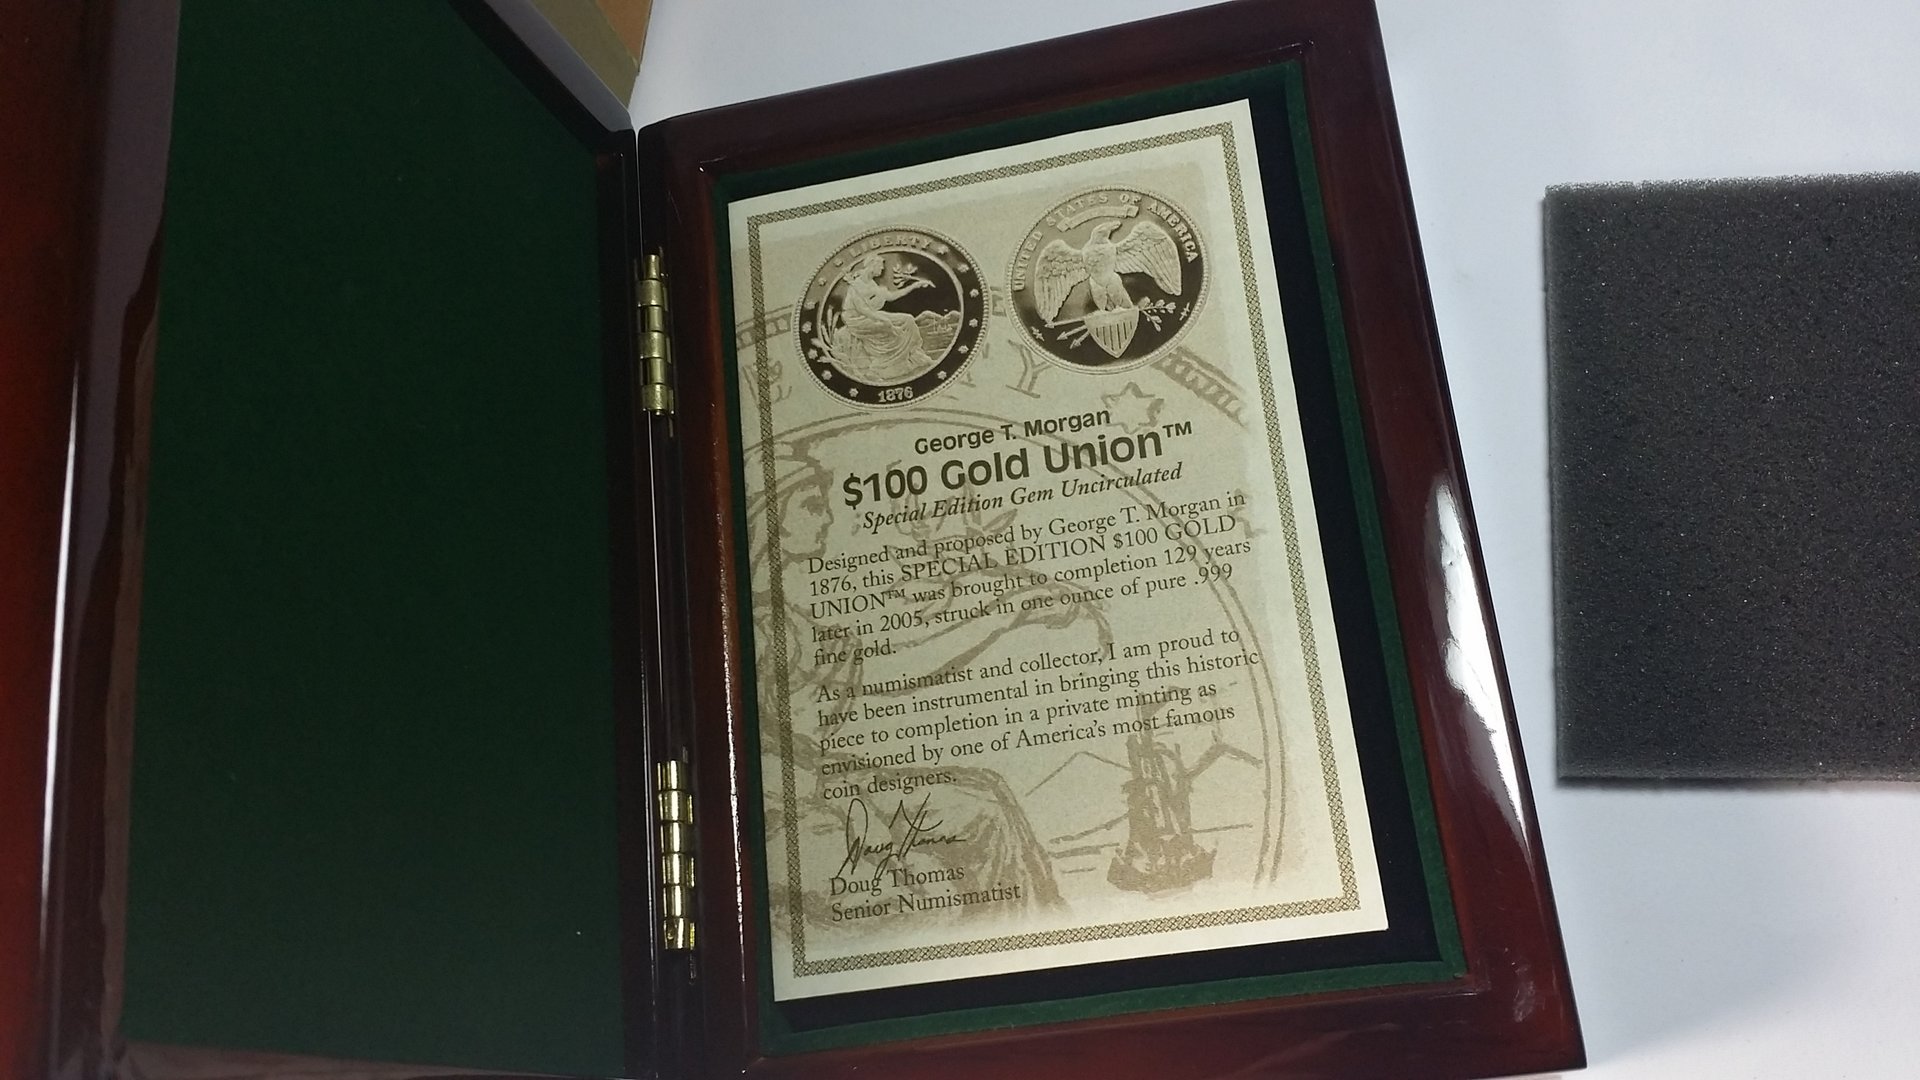 LIBERTY
1876
UNITED STATES OF AMERICA
George T. Morgan
$100 Gold Union™
Special Edition Gem Uncirculated
Designed and proposed by George T. Morgan in
1876, this SPECIAL EDITION $100 GOLD
UNION™ was brought to completion 129 years
later in 2005, struck in one ounce of pure .999
fine gold.
As a numismatist and collector, I am proud to
have been instrumental in bringing this historic
piece to completion in a private minting as
envisioned by one of America's most famous
coin designers.
Doug Thomas
Doug Thomas
Senior Numismatist